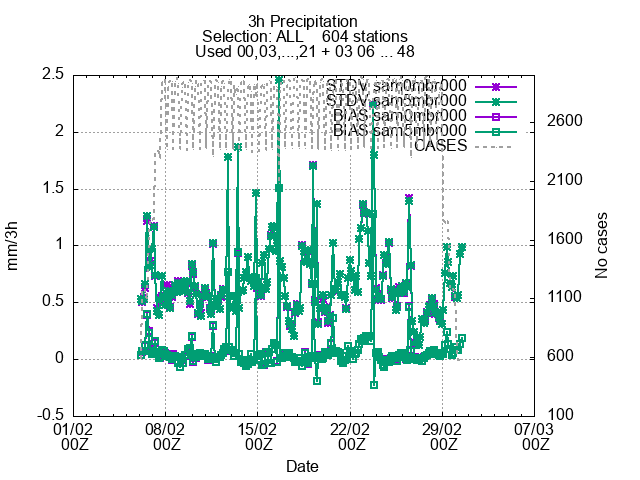 3h Precipitation
Selection: ALL    604 stations
Used 00,03,...,21 + 03 06 ... 48
STDV sam0mbr000
STDV sam5mbr000
BIAS sam0mbr000
BIAS sam5mbr000
CASES
2.5
2
1.5
1
0.5
0
-0.5
mm/3h
2600
2100
1600
1100
600
100
No cases
01/02 08/02 15/02 22/02 29/02 07/03
00Z 00Z 00Z 00Z 00Z 00Z
Date